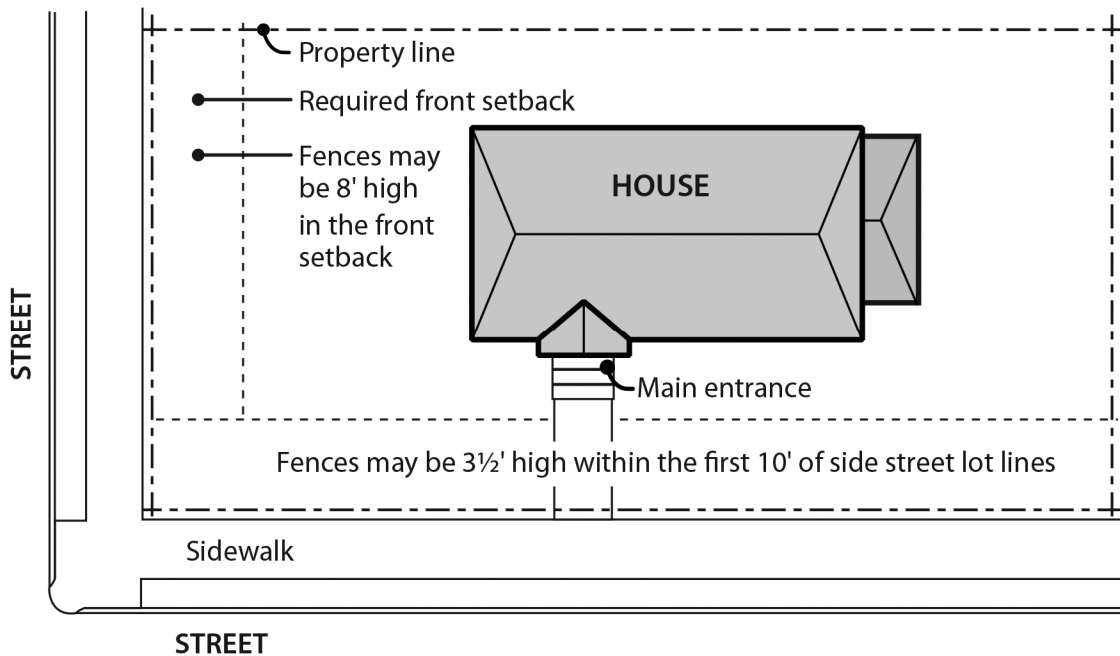 Property line
Required front setback
Fences may
be 8' high
in the front
setback
HOUSE
STREET
Main entrance
Fences may be 3½' high within the first 10' of side street lot lines
Sidewalk
STREET